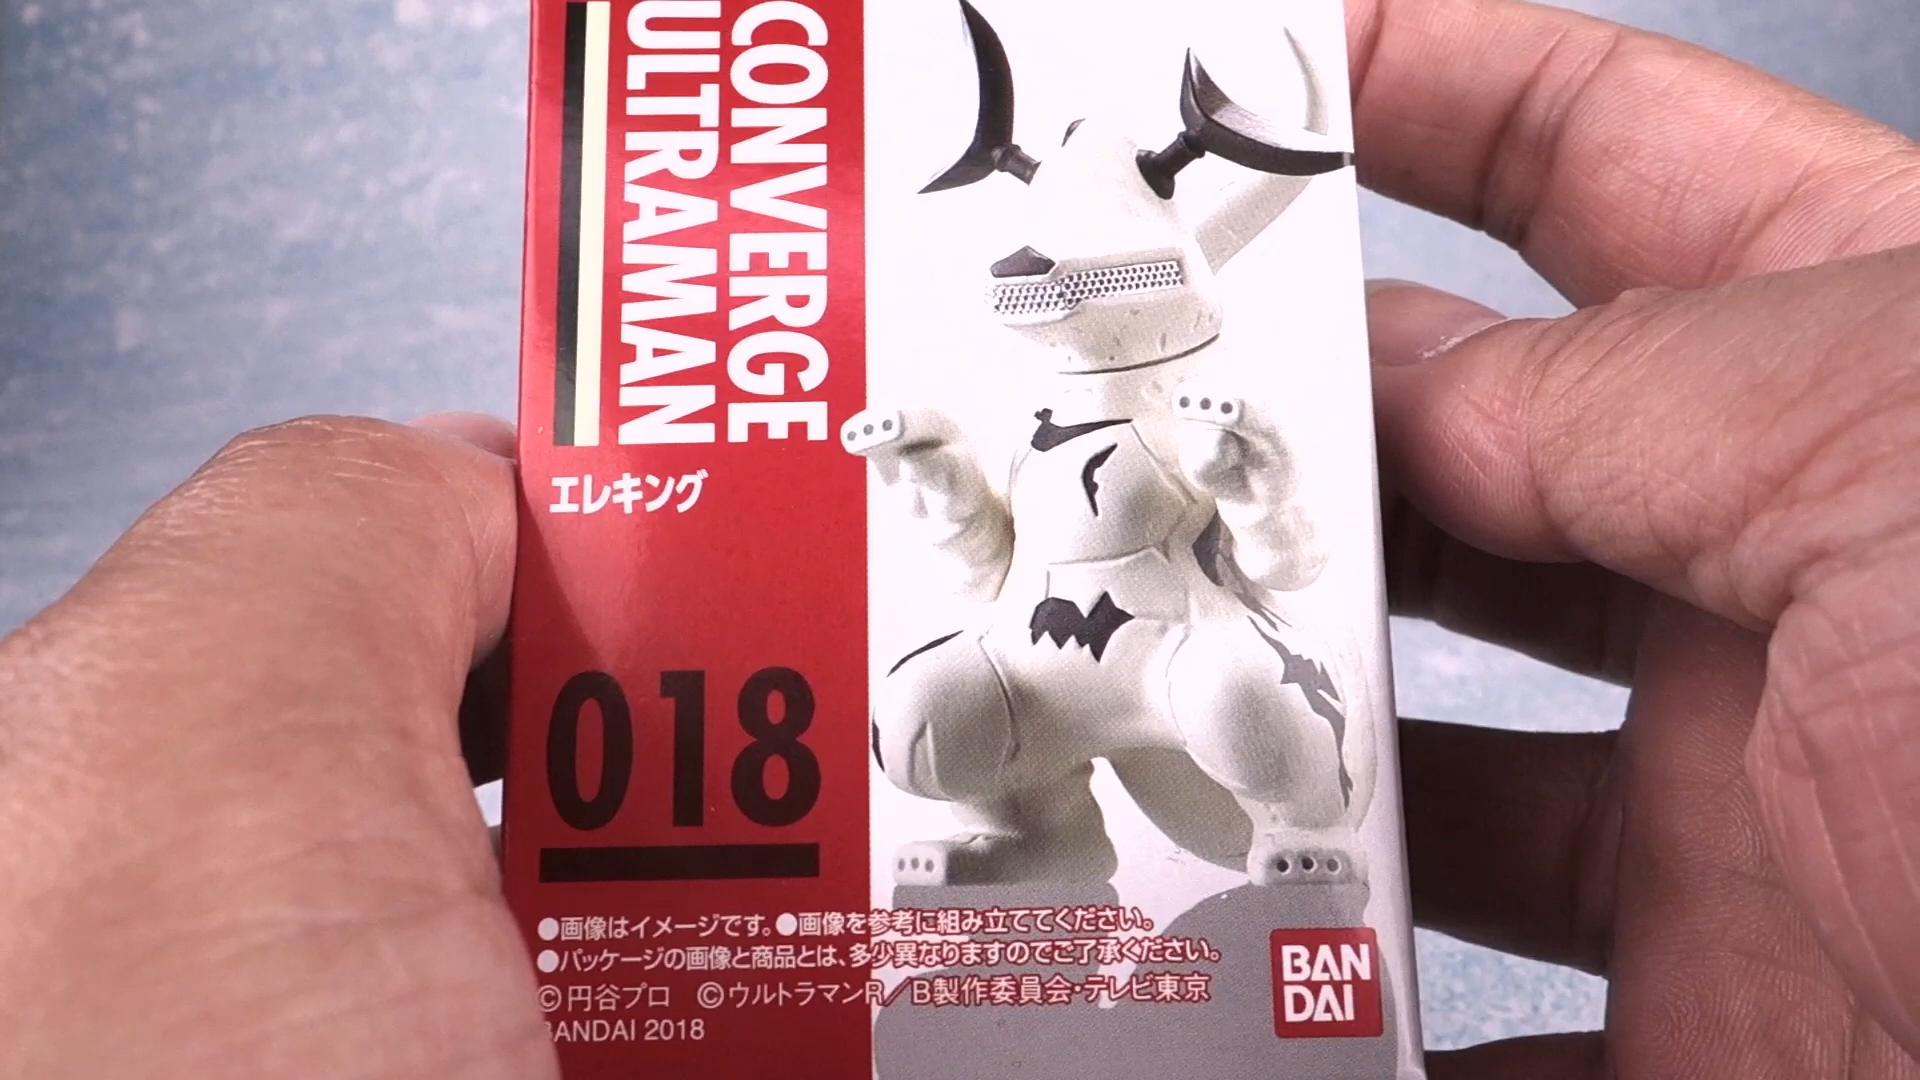 CONVERGE
ULTRAMAN
エレキング
018
●画像はイメージです。●画像を参考に組み立ててください。
●パッケージの画像と商品とは、多少異なりますのでご了承ください。
©円谷プロ ©ウルトラマンR／B製作委員会・テレビ東京
BANDAI 2018
BAN
DAI